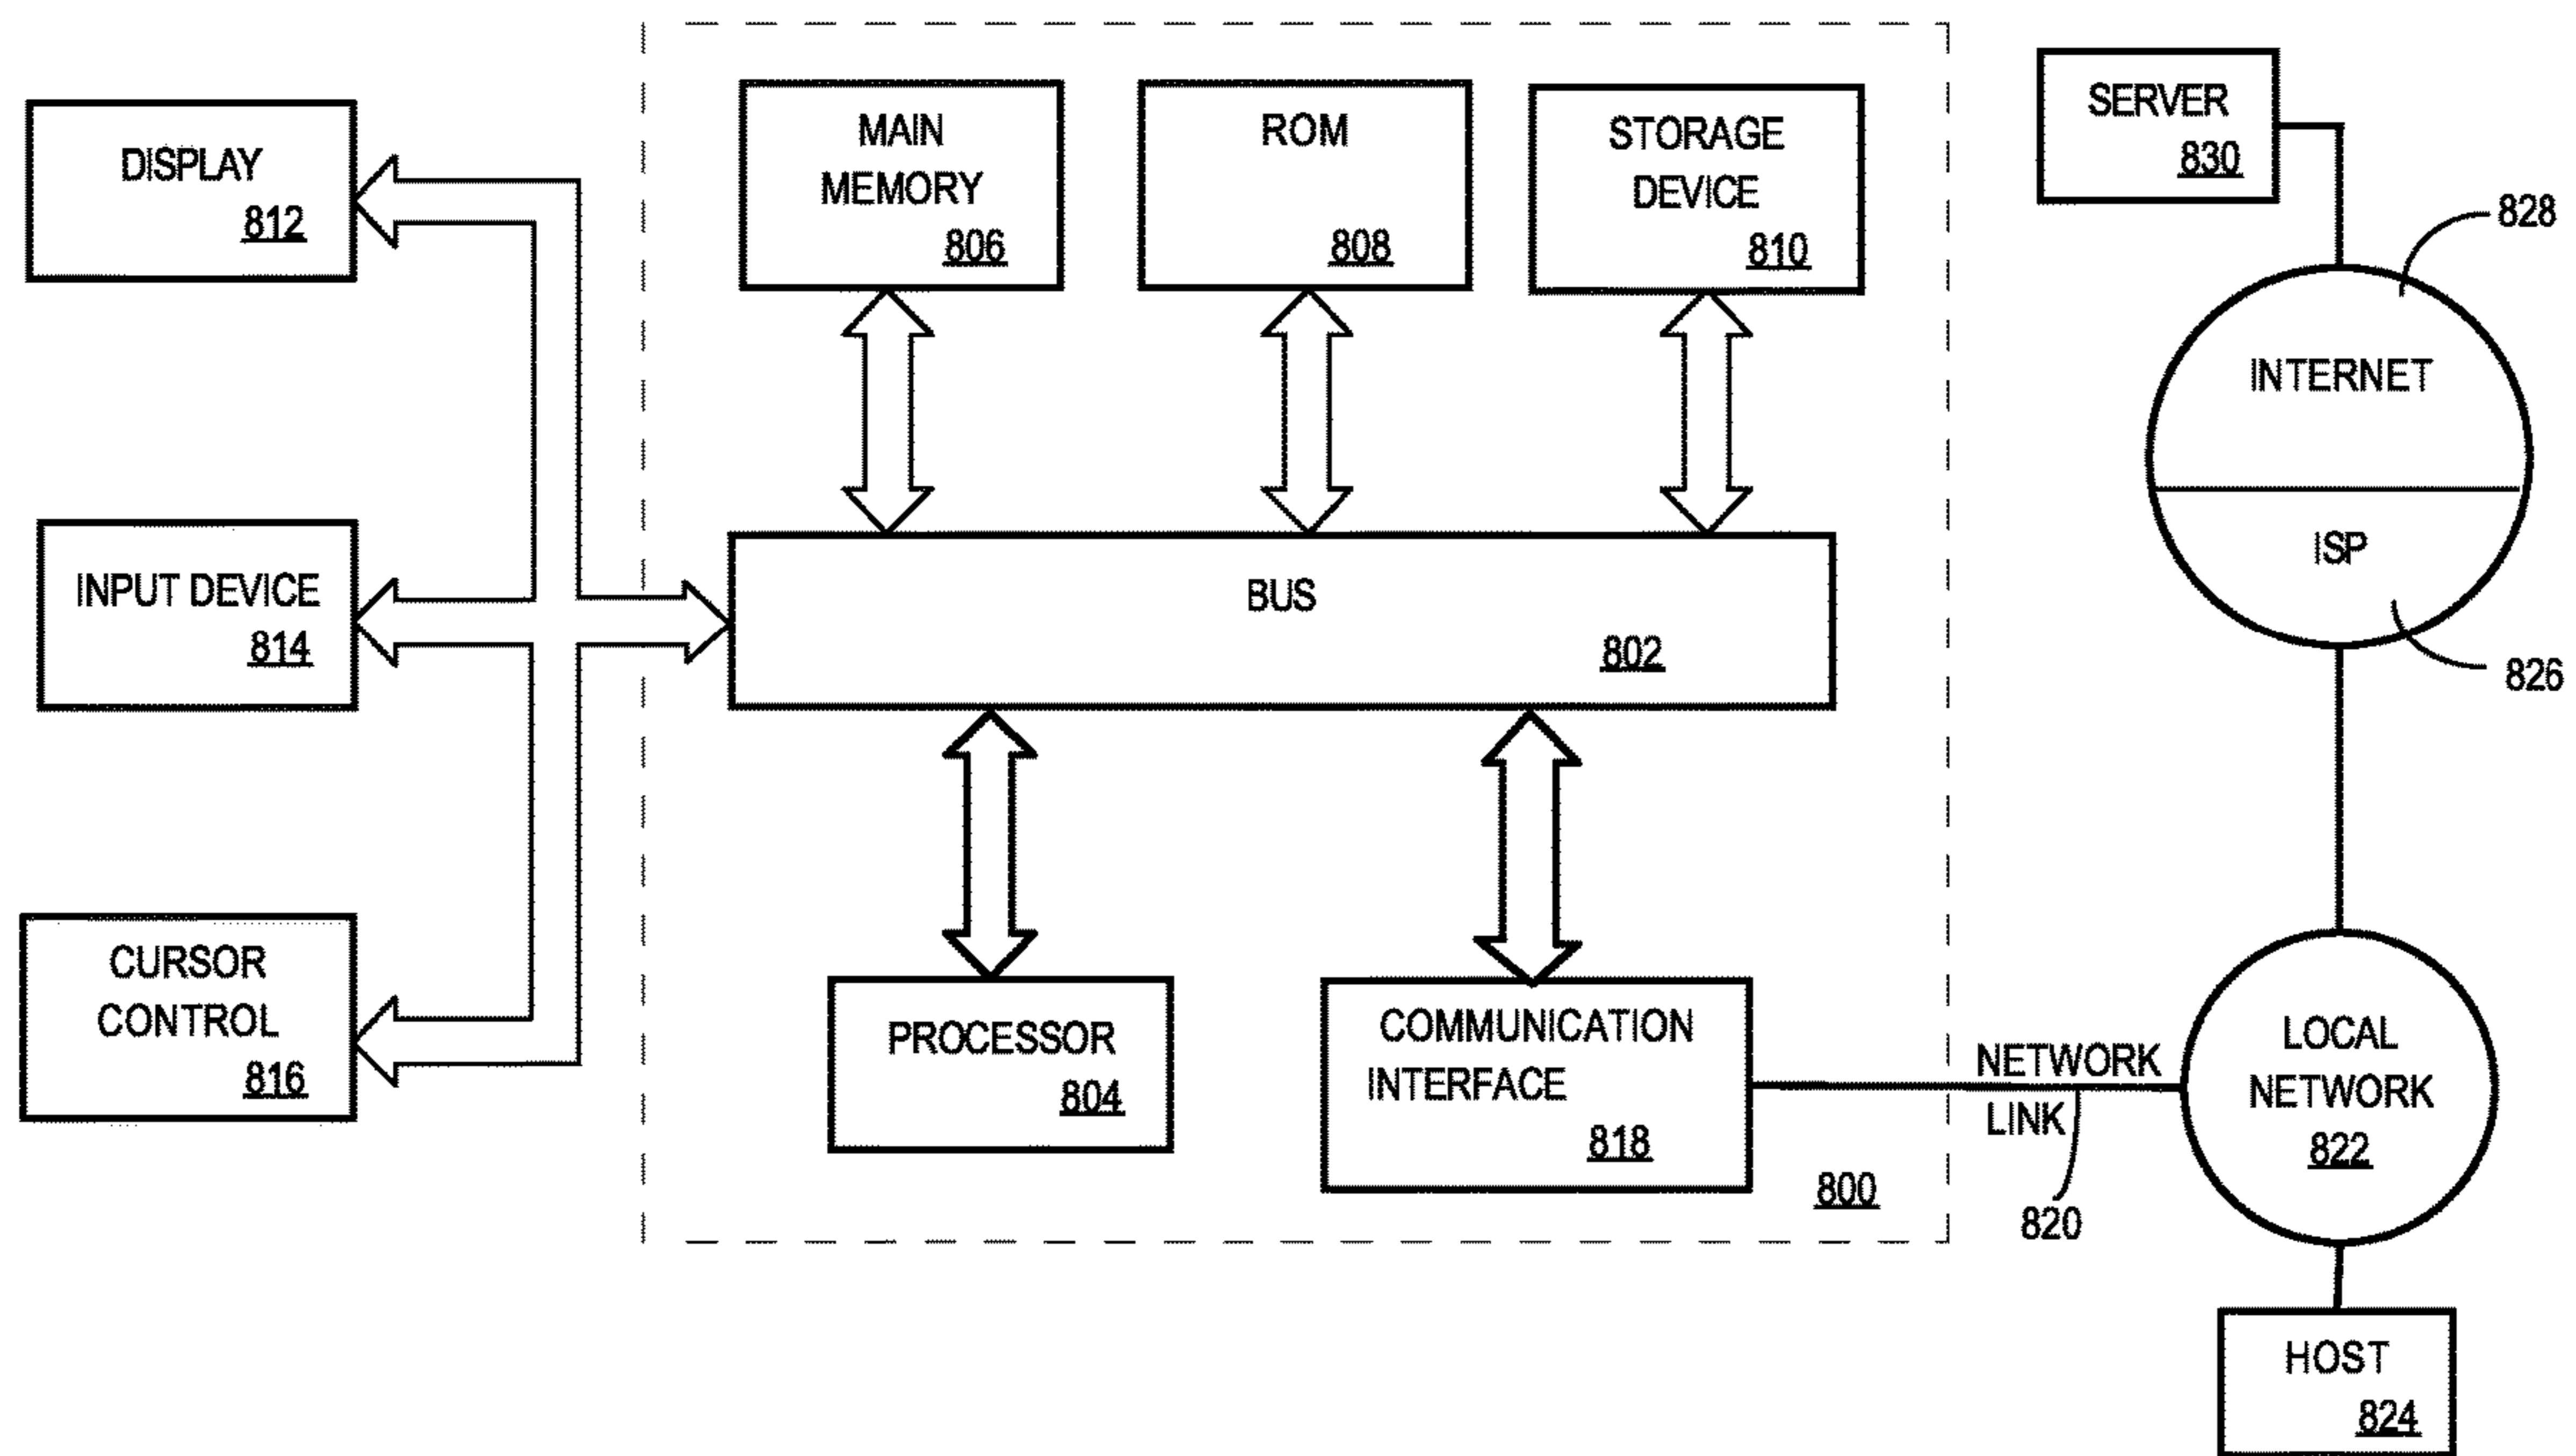 DISPLAY
812
INPUT DEVICE
814
CURSOR
CONTROL
816
MAIN
MEMORY
806
ROM
808
STORAGE
DEVICE
810
BUS
802
PROCESSOR
804
COMMUNICATION
INTERFACE
818
800
SERVER
830
828
INTERNET
ISP
826
NETWORK
LINK
820
LOCAL
NETWORK
822
HOST
824